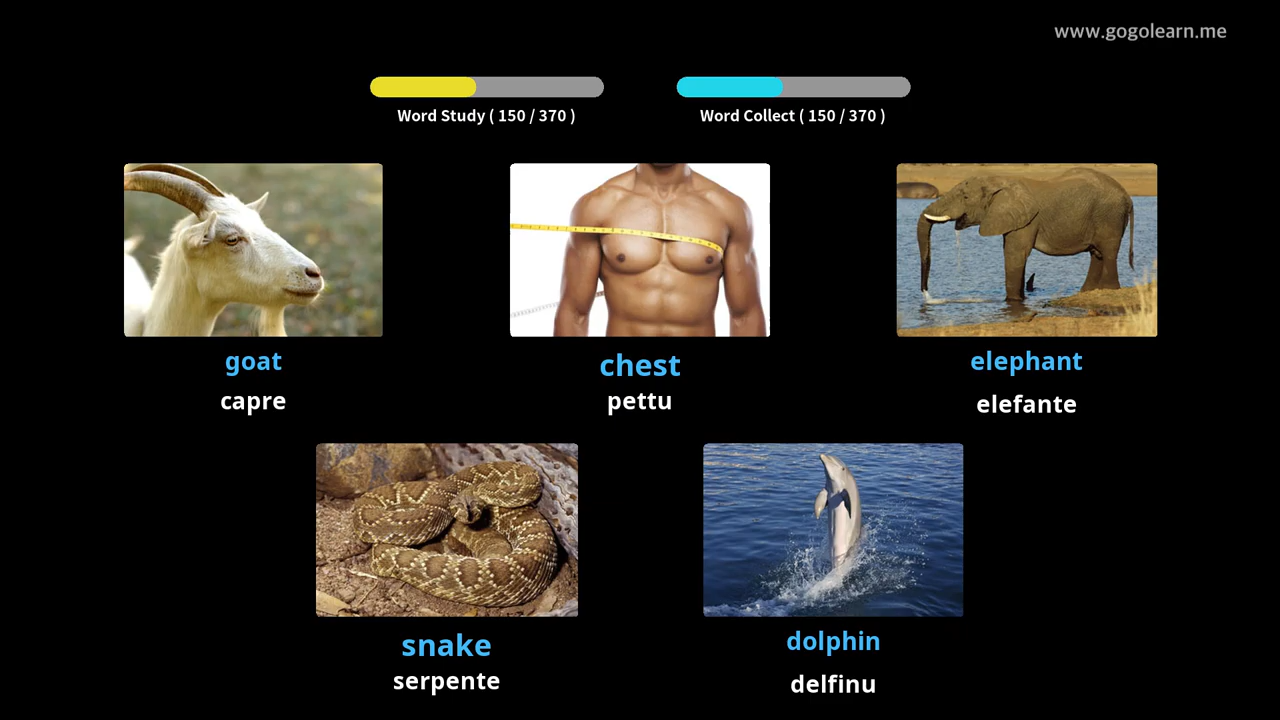 www.gogolearn.me
Word Study ( 150 / 370 )
Word Collect ( 150 / 370 )
goat
capre
chest
pettu
elephant
elefante
snake
serpente
dolphin
delfinu